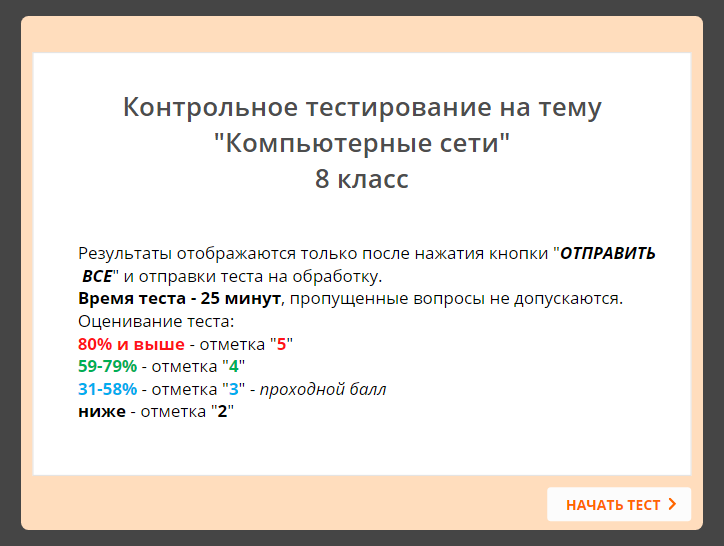 Контрольное тестирование на тему
"Компьютерные сети"
8 класс
Результаты отображаются только после нажатия кнопки "ОТПРАВИТЬ
ВСЕ" и отправки теста на обработку.
Время теста - 25 минут, пропущенные вопросы не допускаются.
Оценивание теста:
80% и выше - отметка "5"
59-79% - отметка "4"
31-58% - отметка "3" - проходной балл
ниже - отметка "2"
НАЧАТЬ ТЕСТ